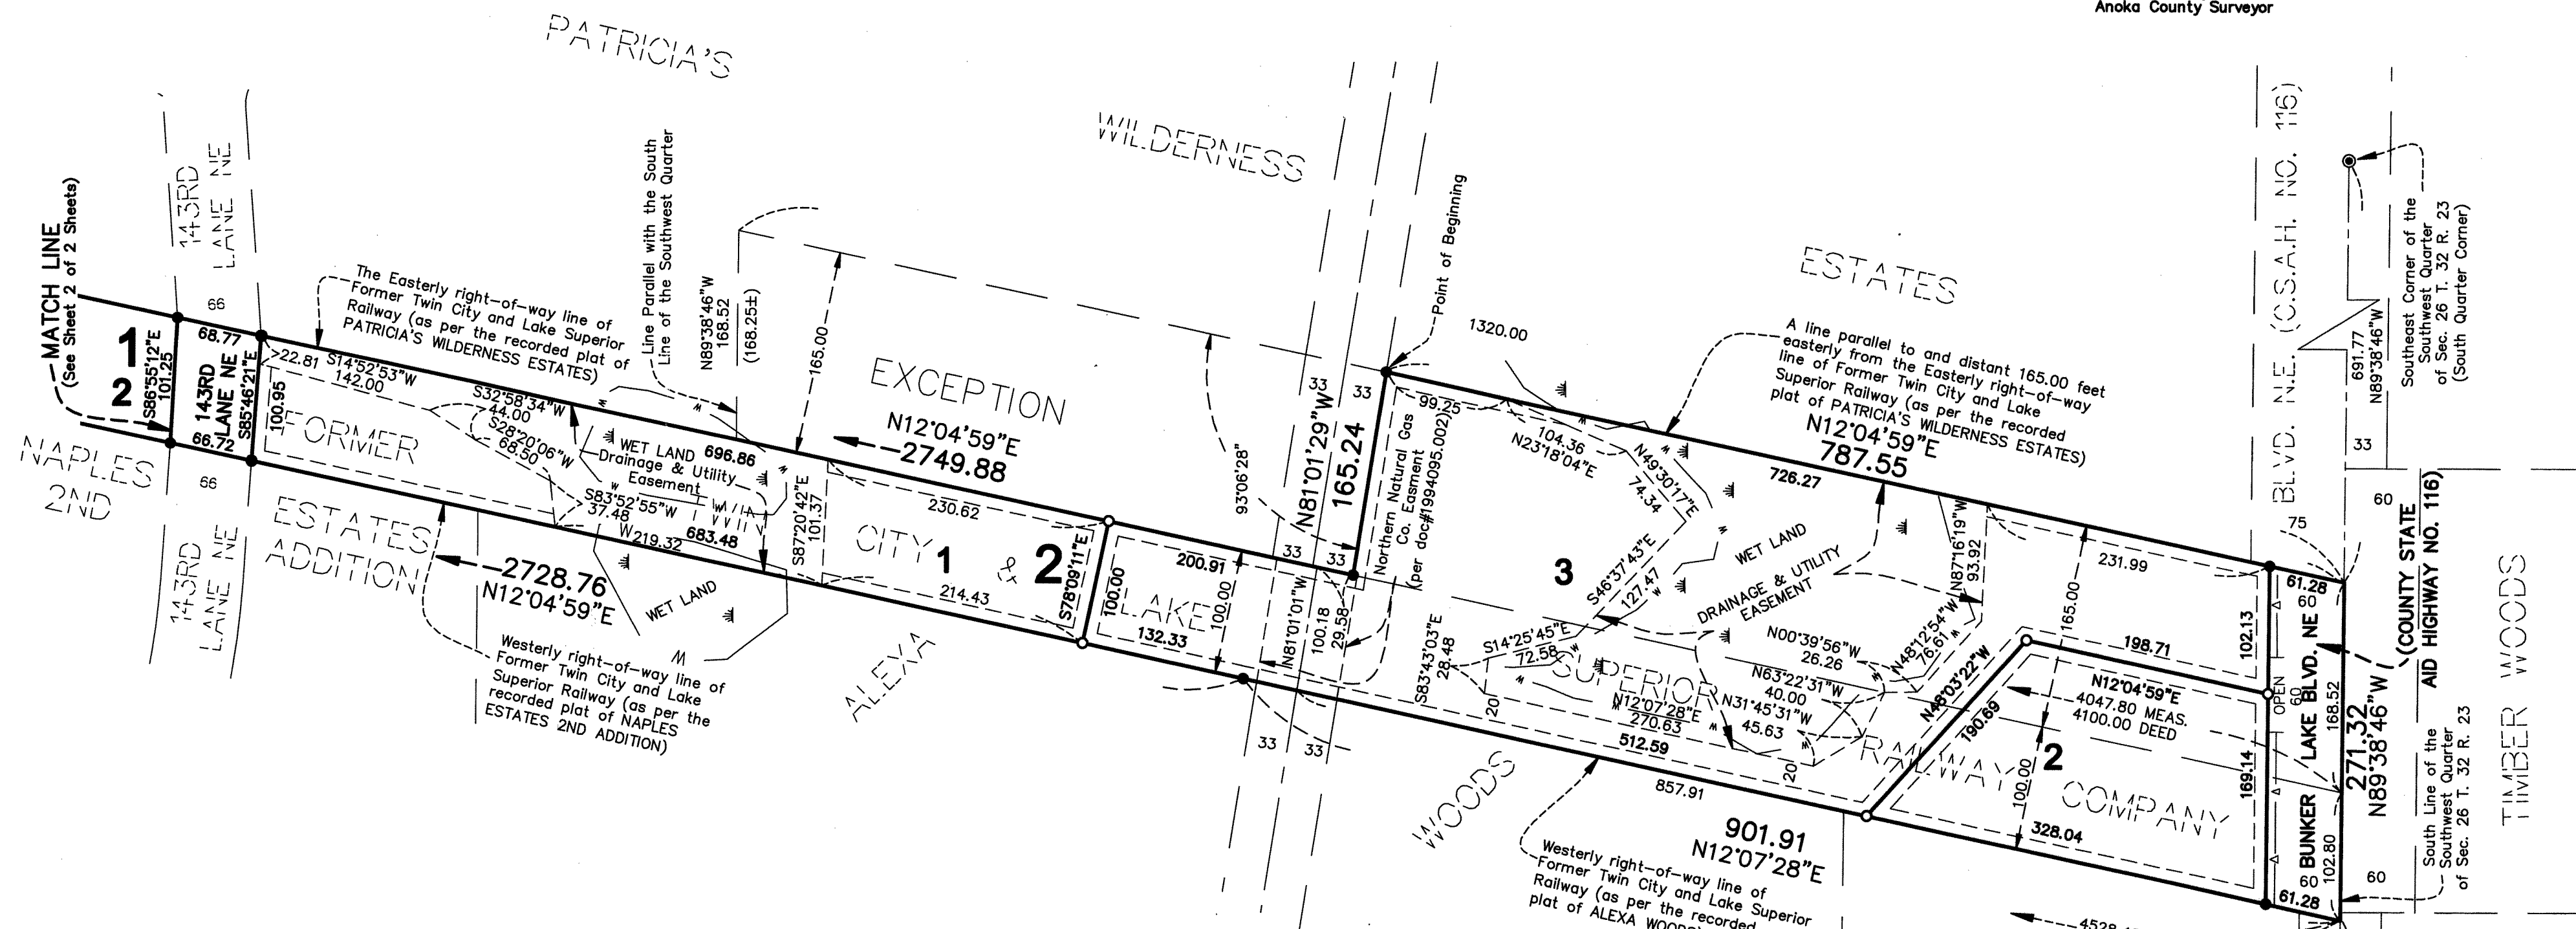 Anoka County Surveyor
PATRICIA'S
WILDERNESS
ESTATES
MATCH LINE
(See Sheet 2 of 2 Sheets)
1
2
S86°55'12"E
101.25
143RD
LANE NE
66
68.77
143RD
LANE NE
66.72
S85°46'21"E
100.95
66
143RD
LANE NE
NAPLES
2ND
ESTATES
ADDITION
The Easterly right-of-way line of
Former Twin City and Lake Superior
Railway (as per the recorded plat of
PATRICIA'S WILDERNESS ESTATES)
22.81
S14°52'53"W
142.00
S32°58'34"W
44.00
S28°20'06"W
68.50
S83°52'55"W
37.48
FORMER
WET LAND
696.86
Drainage & Utility
Easement
TWIN
W
219.32
683.48
WET LAND
Line Parallel with the South
Line of the Southwest Quarter
N89°38'46"W
168.52
(168.25±)
165.00
EXCEPTION
N12°04'59"E
2749.88
S87°20'42"E
101.37
230.62
CITY
1
&
2
214.43
2728.76
N12°04'59"E
Westerly right-of-way line of
Former Twin City and Lake
Superior Railway (as per the
recorded plat of NAPLES
ESTATES 2ND ADDITION)
ALEXA
S78°09'11"E
100.00
LAKE
200.91
132.33
100.00
93°06'28"
33
33
N81°01'29"W
165.24
33
33
N81°01'01"W
100.18
29.58
33
33
Point of Beginning
Northern Natural Gas
Co. Easment
(per doc#1994095.002)
1320.00
99.25
104.36
N23°18'04"E
N49°30'17"E
74.34
A line parallel to and distant 165.00 feet
easterly from the Easterly right-of-way
line of Former Twin City and Lake
Superior Railway (as per the recorded
plat of PATRICIA'S WILDERNESS ESTATES)
N12°04'59"E
787.55
726.27
WET LAND
3
S46°37'43"E
127.47
DRAINAGE & UTILITY
EASEMENT
S83°43'03"E
28.48
S14°25'45"E
72.58
SUPERIOR
20
N12°07'28"E
270.63
N00°39'56"W
26.26
N63°22'31"W
40.00
N31°45'31"W
45.63
N48°12'54"W
76.61
N87°16'19"W
93.92
231.99
165.00
512.59
20
857.91
WOODS
901.91
N12°07'28"E
Westerly right-of-way line of
Former Twin City and Lake Superior
Railway (as per the recorded
plat of ALEXA WOODS)
RAILWAY
COMPANY
N48°03'22"W
190.69
198.71
N12°04'59"E
4047.80 MEAS.
4100.00 DEED
2
100.00
328.04
102.13
169.14
OPEN
61.28
60
60
60
61.28
BUNKER LAKE BLVD. NE
168.52
102.80
271.32
N89°38'46"W
(COUNTY STATE
AID HIGHWAY NO. 116)
BLVD. N.E. (C.S.A.H. NO. 116)
75
33
60
60
691.77
N89°38'46"W
Southeast Corner of the
Southwest Quarter
of Sec. 26 T. 32 R. 23
(South Quarter Corner)
South Line of the
Southwest Quarter
of Sec. 26 T. 32 R. 23
TIMBER WOODS